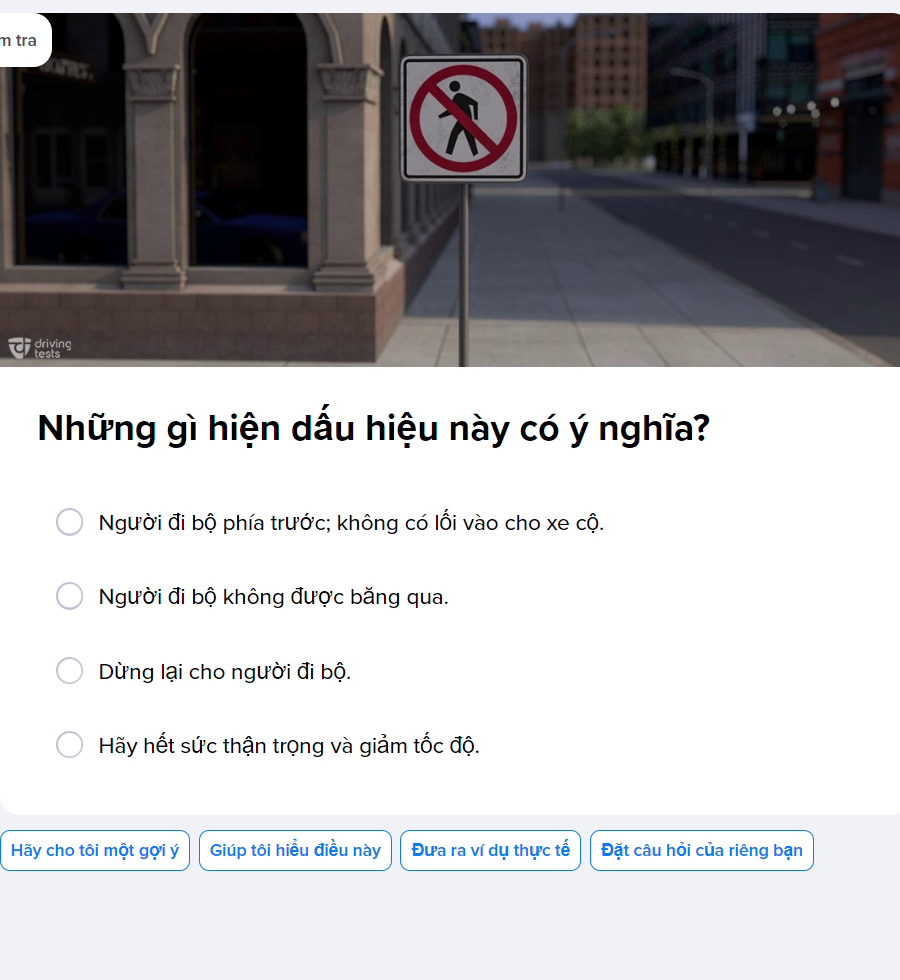 m tra
driving
tests
Những gì hiện dấu hiệu này có ý nghĩa?
Người đi bộ phía trước; không có lối vào cho xe cộ.
Người đi bộ không được băng qua.
Dừng lại cho người đi bộ.
Hãy hết sức thận trọng và giảm tốc độ.
Hãy cho tôi một gợi ý
Giúp tôi hiểu điều này
Đưa ra ví dụ thực tế
Đặt câu hỏi của riêng bạn